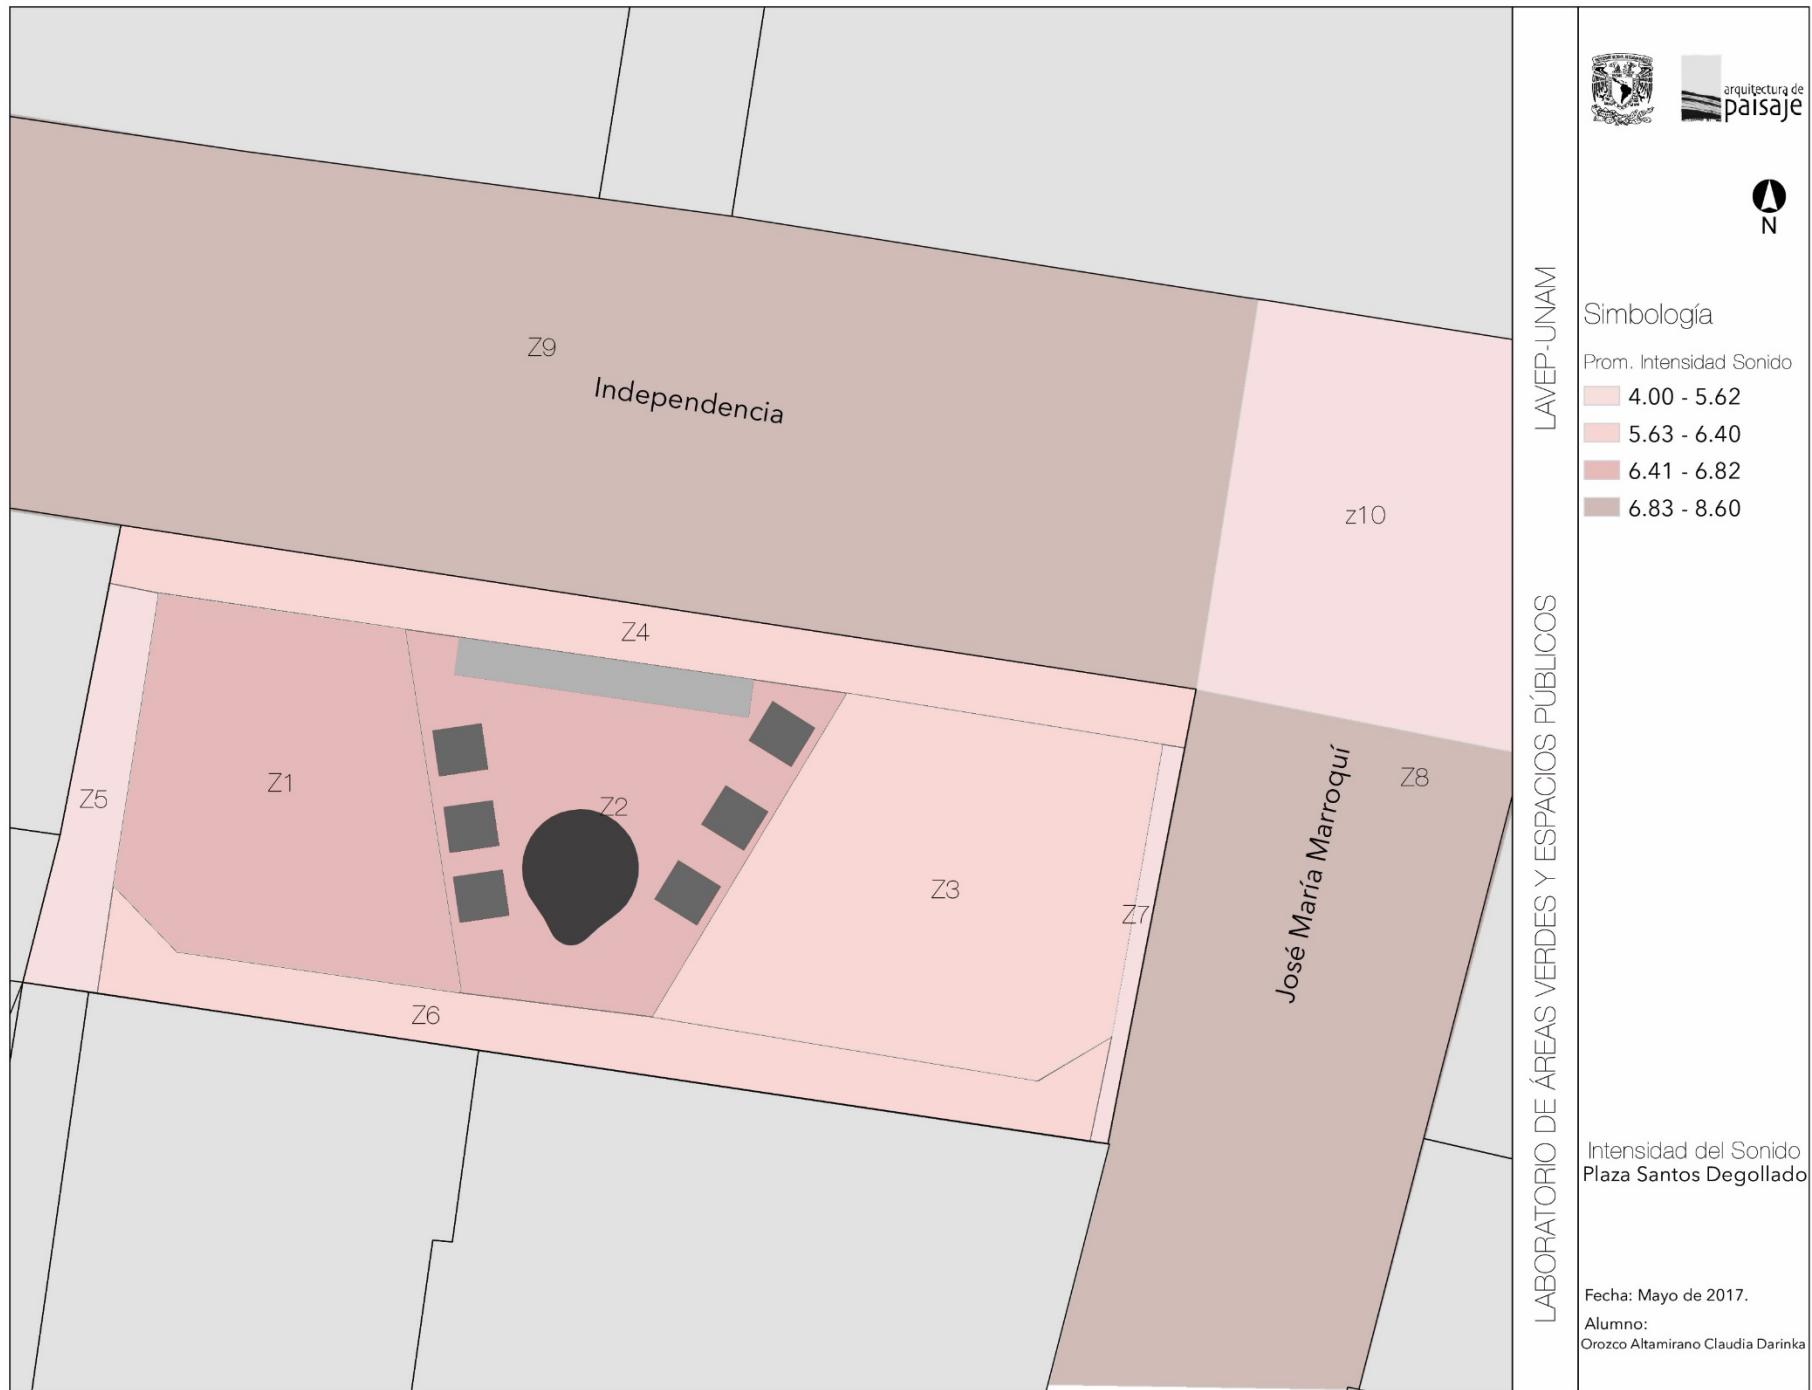 Z9
Independencia
z10
Z4
Z1
Z2
Z5
Z8
José María Marroquí
Z3
Z7
Z6
LABORATORIO DE ÁREAS VERDES Y ESPACIOS PÚBLICOS LAVEP-UNAM
arquitectura de
paisaje
N
Simbología
Prom. Intensidad Sonido
4.00 - 5.62
5.63 - 6.40
6.41 - 6.82
6.83 - 8.60
Intensidad del Sonido
Plaza Santos Degollado
Fecha: Mayo de 2017.
Alumno:
Orozco Altamirano Claudia Darinka